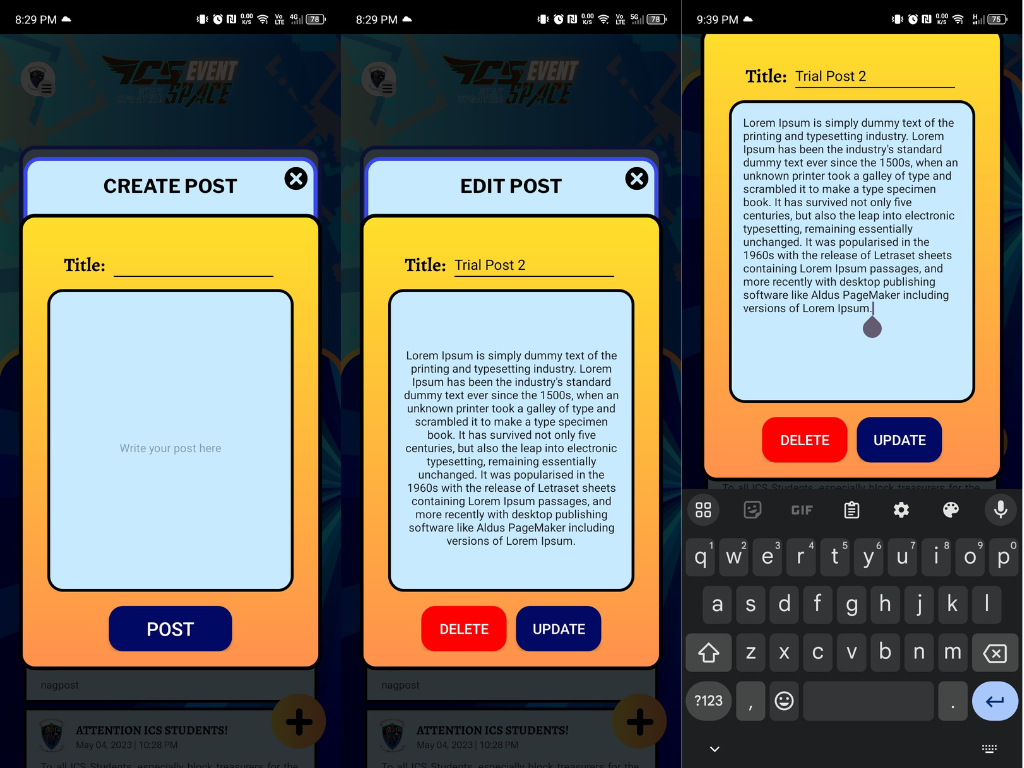 8:29 PM
0.00
K/S
Vo
LTE
4G
78
ICS EVENT
SPACE
CREATE POST
Title:
Write your post here
POST
nagpost
ATTENTION ICS STUDENTS!
May 04, 2023 | 10:28 PM
To all ICS Students, especially block treasurers for the
8:29 PM
0.00
K/S
Vo
LTE
5G
78
ICS EVENT
SPACE
EDIT POST
Title: Trial Post 2
Lorem Ipsum is simply dummy text of the
printing and typesetting industry. Lorem
Ipsum has been the industry's standard
dummy text ever since the 1500s, when an
unknown printer took a galley of type and
scrambled it to make a type specimen
book. It has survived not only five
centuries, but also the leap into electronic
typesetting, remaining essentially
unchanged. It was popularised in the
1960s with the release of Letraset sheets
containing Lorem Ipsum passages, and
more recently with desktop publishing
software like Aldus PageMaker including
versions of Lorem Ipsum.
DELETE
UPDATE
nagpost
ATTENTION ICS STUDENTS!
May 04, 2023 | 10:28 PM
To all ICS Students, especially block treasurers for the
9:39 PM
0.00
K/S
H
75
Title: Trial Post 2
Lorem Ipsum is simply dummy text of the
printing and typesetting industry. Lorem
Ipsum has been the industry's standard
dummy text ever since the 1500s, when an
unknown printer took a galley of type and
scrambled it to make a type specimen
book. It has survived not only five
centuries, but also the leap into electronic
typesetting, remaining essentially
unchanged. It was popularised in the
1960s with the release of Letraset sheets
containing Lorem Ipsum passages, and
more recently with desktop publishing
software like Aldus PageMaker including
versions of Lorem Ipsum.
DELETE
UPDATE
To all ICS Students, especially block treasurers for the
GIF
q1 w2 e3 r4 t5 y6 u7 i8 o9 p0
a s d f g h j k l
z x c v b n m
?123 , .